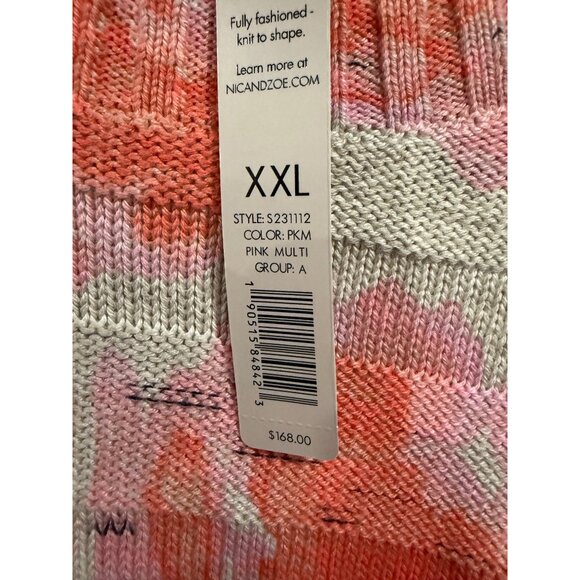 Fully fashioned -
knit to shape.
Learn more at
NICANDZOE.COM
XXL
STYLE: S231112
COLOR: PKM
PINK MULTI
GROUP: A
1 90515 84842 3
$168.00